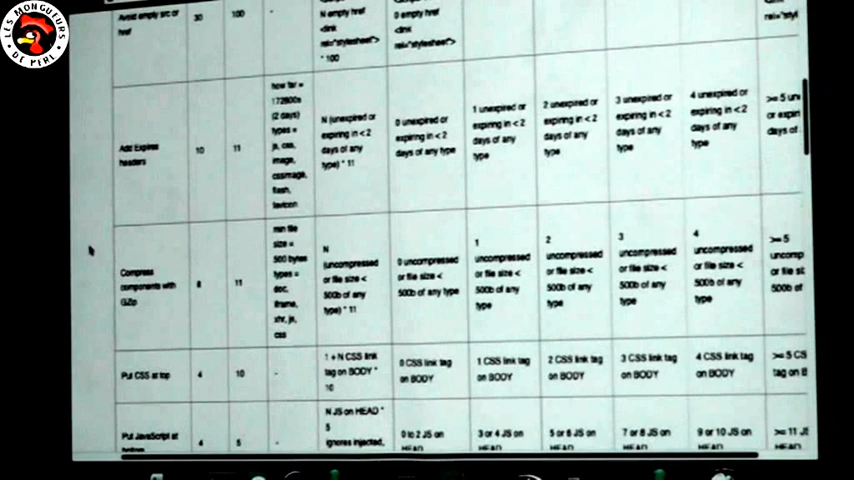 LES MONGUEURS
DE PERL
Avoid empty src or
href
30
100
-
N empty href
<link
rel="stylesheet">
* 100
0 empty href
<link
rel="stylesheet">
Add Expires
headers
10
11
how far =
172800s
(2 days)
types =
js, css,
image,
cssimage,
flash,
favicon
N (unexpired or
expiring in < 2
days of any
type) * 11
0 unexpired or
expiring in < 2
days of any type
1 unexpired or
expiring in < 2
days of any
type
2 unexpired or
expiring in < 2
days of any
type
3 unexpired or
expiring in < 2
days of any
type
4 unexpired or
expiring in < 2
days of any
type
>= 5 un
or expiri
days of
Compress
components with
GZip
8
11
min file
size =
500 bytes
types =
doc,
iframe,
xhr, js,
css
N
(uncompressed
or file size <
500b of any
type) * 11
0 uncompressed
or file size <
500b of any type
1
uncompressed
or file size <
500b of any
type
2
uncompressed
or file size <
500b of any
type
3
uncompressed
or file size <
500b of any
type
4
uncompressed
or file size <
500b of any
type
>= 5
uncomp
or file si
500b of
Put CSS at top
4
10
-
1 + N CSS link
tag on BODY *
10
0 CSS link tag
on BODY
1 CSS link tag
on BODY
2 CSS link tag
on BODY
3 CSS link tag
on BODY
4 CSS link tag
on BODY
>= 5 CS
tag on B
Put JavaScript at
bottom
4
5
-
N JS on HEAD *
5
ignores injected,
0 to 2 JS on
HEAD
3 or 4 JS on
HEAD
5 or 6 JS on
HEAD
7 or 8 JS on
HEAD
9 or 10 JS on
HEAD
>= 11 J
HEAD